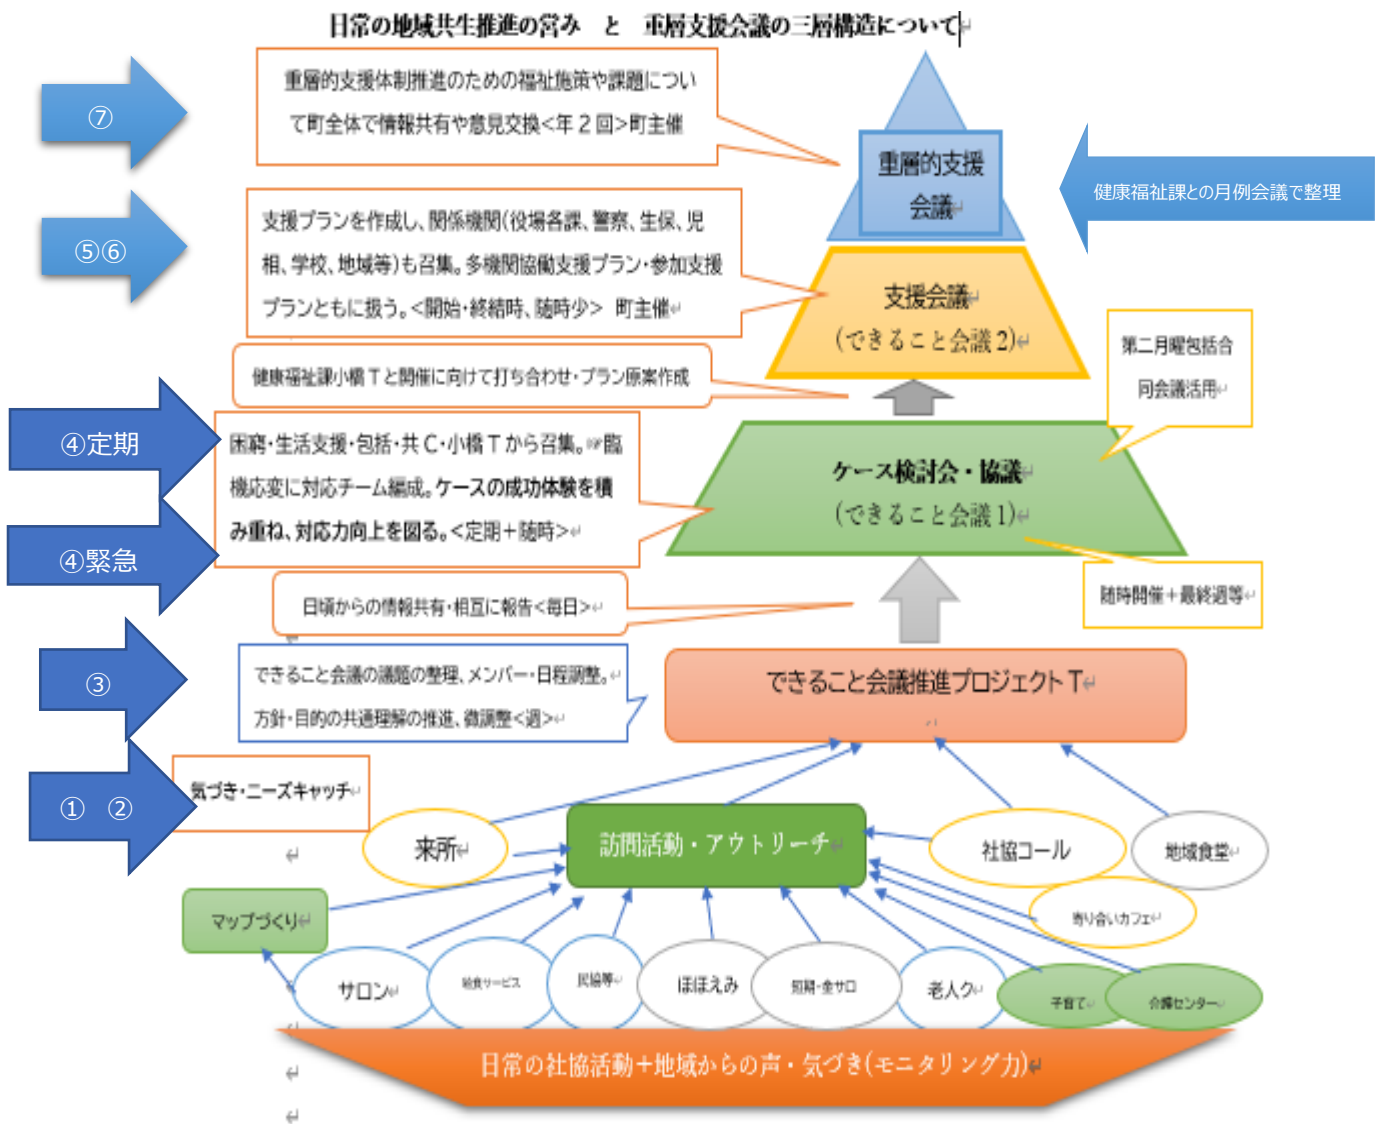 日常の地域共生推進の営み　と　重層支援会議の三層構造について
⑦
重層的支援体制推進のための福祉施策や課題につい
て町全体で情報共有や意見交換<年２回>町主催
重層的支援
会議
健康福祉課との月例会議で整理
⑤⑥
支援プランを作成し、関係機関(役場各課、警察、生保、児
相、学校、地域等)も召集。多機関協働支援プラン・参加支援
プランともに扱う。<開始・終結時、随時少>　町主催
支援会議
(できること会議２)
健康福祉課小橋Ｔと開催に向けて打ち合わせ・プラン原案作成
第二月曜包括合
同会議活用
④定期
困窮・生活支援・包括・共Ｃ・小橋Ｔから召集。☞臨
機応変に対応チーム編成。ケースの成功体験を積
み重ね、対応力向上を図る。<定期＋随時>
ケース検討会・協議
(できること会議１)
④緊急
随時開催＋最終週等
日頃からの情報共有・相互に報告<毎日>
③
できること会議の議題の整理、メンバー・日程調整。
方針・目的の共通理解の推進、微調整<週>
できること会議推進プロジェクトＴ
①　②
気づき・ニーズキャッチ
来所
訪問活動・アウトリーチ
社協コール
地域食堂
マップづくり
寄り合いカフェ
サロン
給食サービス
民協等
ほほえみ
短期・金サロ
老人ク
子育て
介護センター
日常の社協活動＋地域からの声・気づき(モニタリング力)